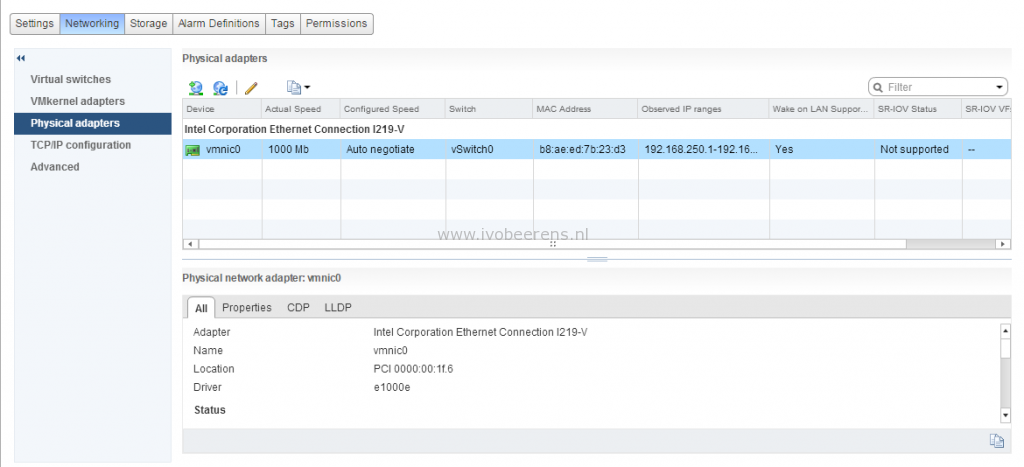 Settings Networking Storage Alarm Definitions Tags Permissions
Virtual switches
VMkernel adapters
Physical adapters
TCP/IP configuration
Advanced
Physical adapters
Filter
Device Actual Speed Configured Speed Switch MAC Address Observed IP ranges Wake on LAN Suppor... SR-IOV Status SR-IOV VF
Intel Corporation Ethernet Connection I219-V
vmnic0 1000 Mb Auto negotiate vSwitch0 b8:ae:ed:7b:23:d3 192.168.250.1-192.16... Yes Not supported --
www.ivobeerens.nl
Physical network adapter: vmnic0
All Properties CDP LLDP
Adapter Intel Corporation Ethernet Connection I219-V
Name vmnic0
Location PCI 0000:00:1f.6
Driver e1000e
Status